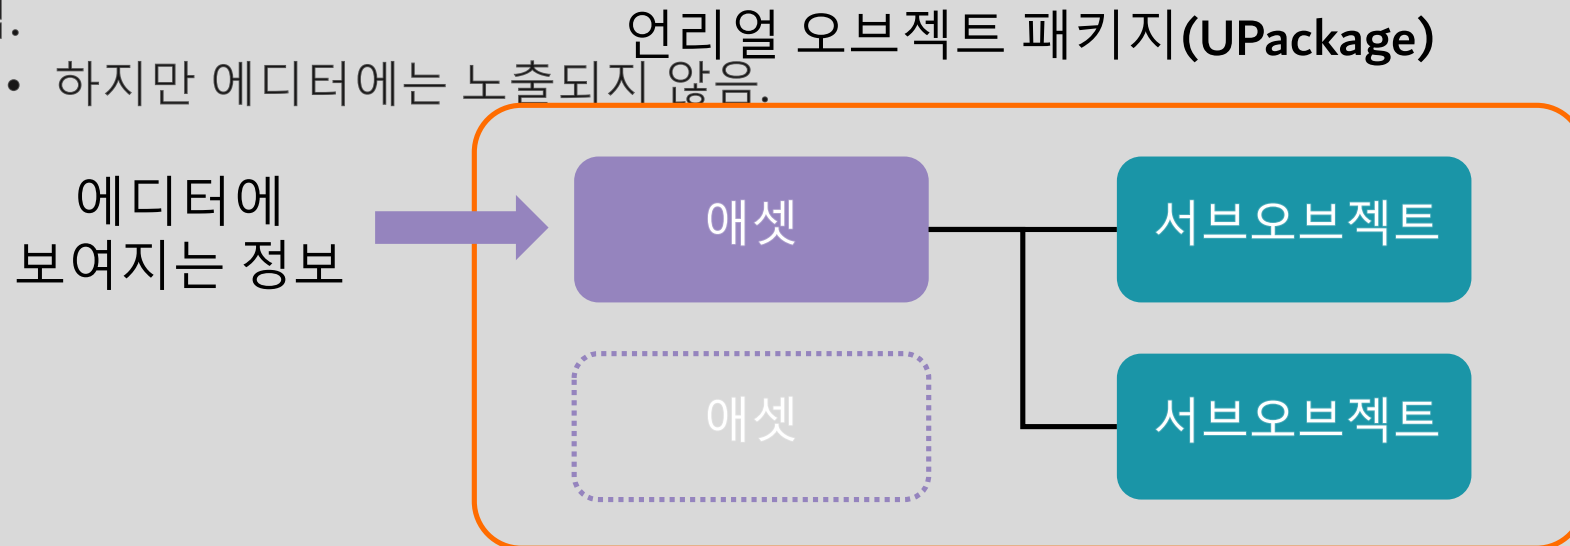 언리얼 오브젝트 패키지(UPackage)
• 하지만 에디터에는 노출되지 않음.
에디터에
보여지는 정보
애셋
서브오브젝트
애셋
서브오브젝트